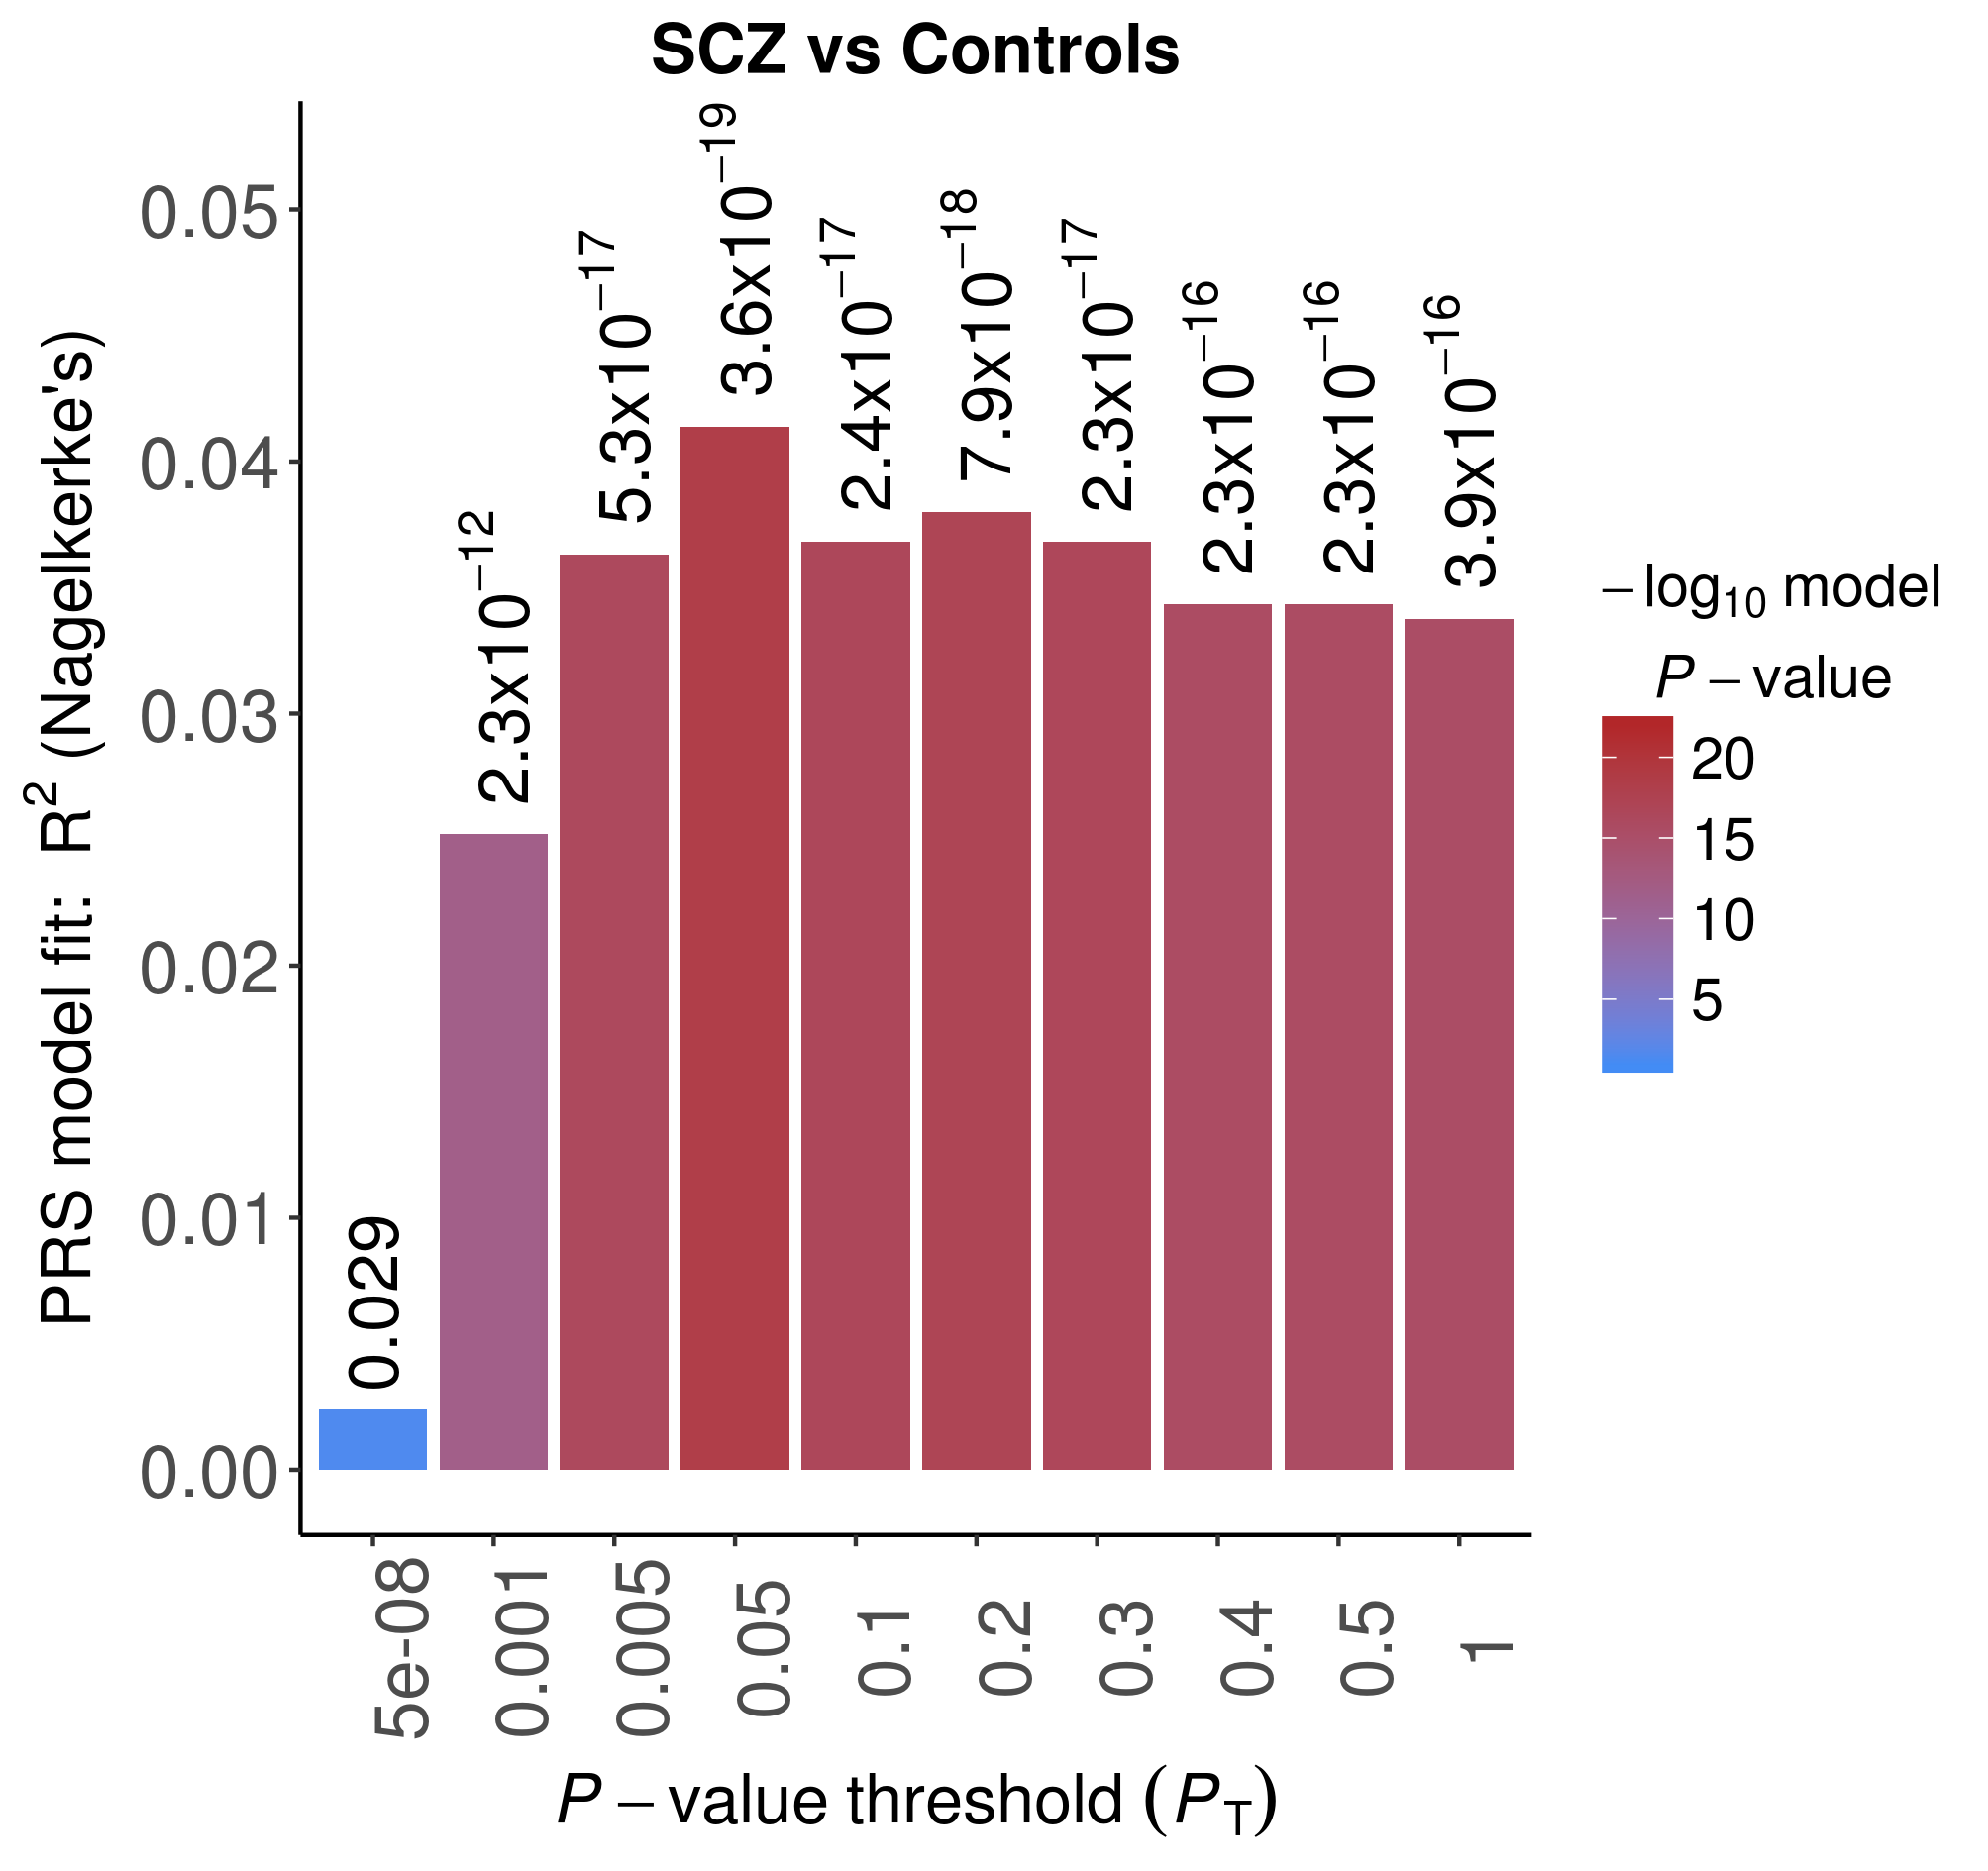 SCZ vs Controls
PRS model fit: R² (Nagelkerke's)
0.05
0.04
0.03
0.02
0.01
0.00
0.029
2.3x10⁻¹²
5.3x10⁻¹⁷
3.6x10⁻¹⁹
2.4x10⁻¹⁷
7.9x10⁻¹⁸
2.3x10⁻¹⁷
2.3x10⁻¹⁶
2.3x10⁻¹⁶
3.9x10⁻¹⁶
5e-08
0.001
0.005
0.05
0.1
0.2
0.3
0.4
0.5
1
P − value threshold (P_T)
−log₁₀ model
P − value
20
15
10
5